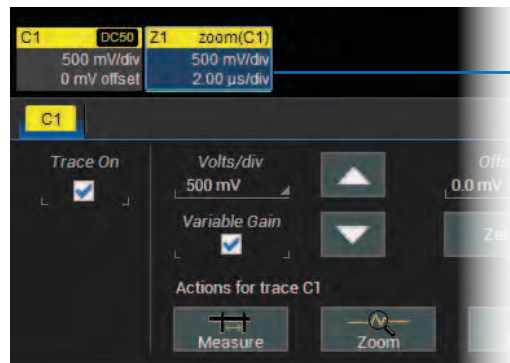 C1 DC50 Z1 zoom(C1)
500 mV/div 500 mV/div
0 mV offset 2.00 µs/div
C1
Trace On Volts/div
500 mV 0.0 mV
Variable Gain
Actions for trace C1
Measure Zoom